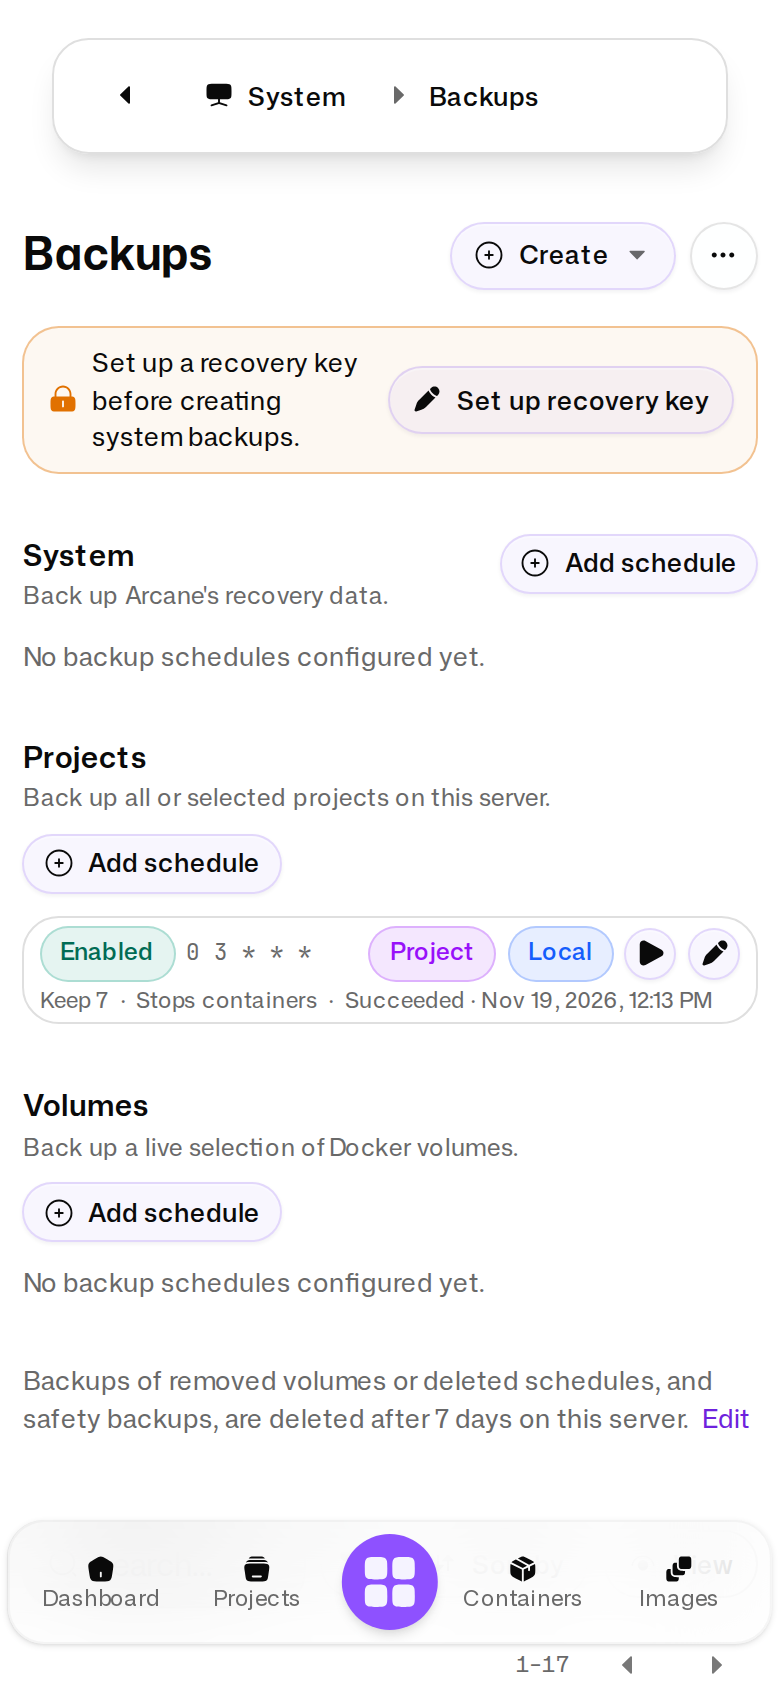 System
Backups
Backups
Create
Set up a recovery key
before creating
system backups.
Set up recovery key
System
Add schedule
Back up Arcane's recovery data.
No backup schedules configured yet.
Projects
Back up all or selected projects on this server.
Add schedule
Enabled
0 3 * * *
Project
Local
Keep 7 · Stops containers · Succeeded · Nov 19, 2026, 12:13 PM
Volumes
Back up a live selection of Docker volumes.
Add schedule
No backup schedules configured yet.
Backups of removed volumes or deleted schedules, and
safety backups, are deleted after 7 days on this server. Edit
Dashboard
Projects
Containers
Images
1–17